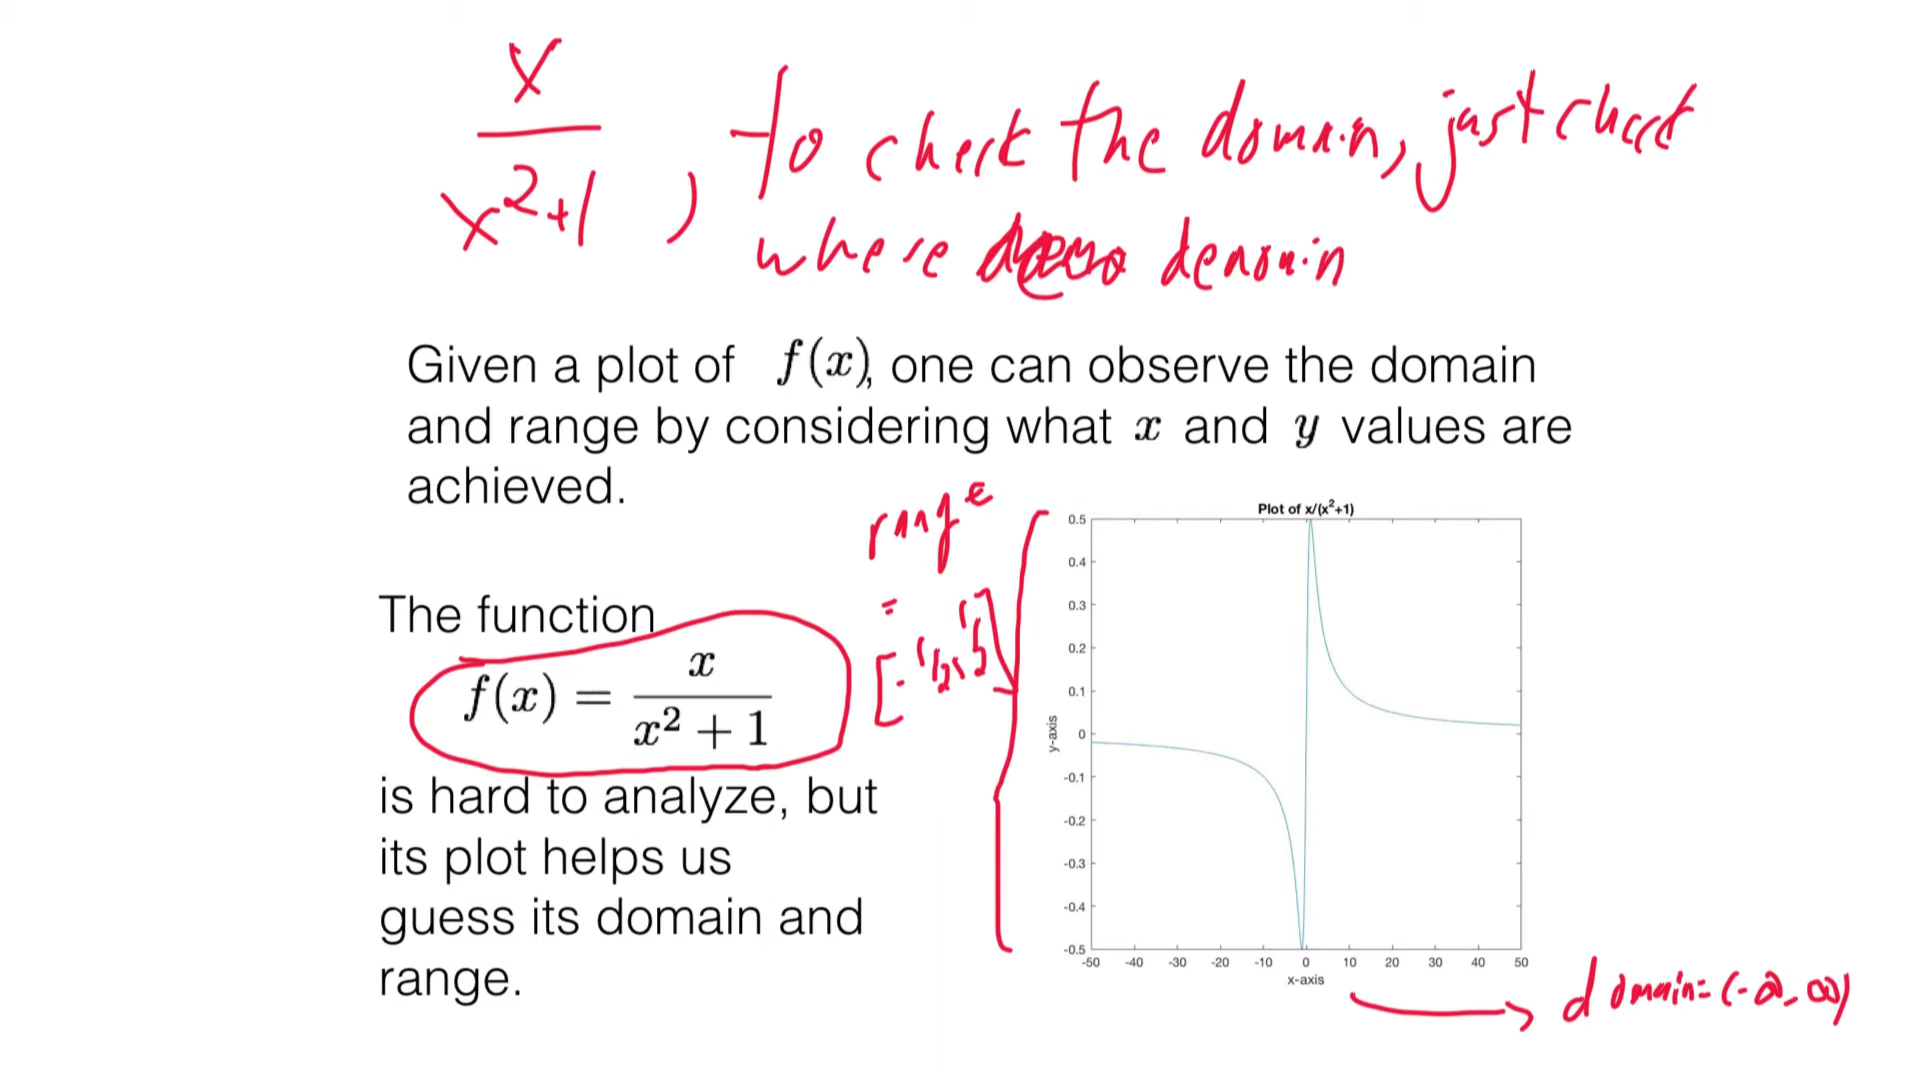 x
x²+1 , to check the domain, just check
where denomin
Given a plot of f(x), one can observe the domain
and range by considering what x and y values are
achieved.
range
=
[-1/2,
The function
f(x) = x / (x² + 1)
is hard to analyze, but
its plot helps us
guess its domain and
range.
Plot of x/(x²+1)
0.5
0.4
0.3
0.2
0.1
0
-0.1
-0.2
-0.3
-0.4
-0.5
y-axis
-50 -40 -30 -20 -10 0 10 20 30 40 50
x-axis
domain=(-∞,∞)